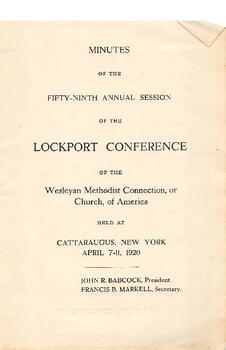 MINUTES
OF THE
FIFTY-NINTH ANNUAL SESSION
OF THE
LOCKPORT CONFERENCE
OF THE
Wesleyan Methodist Connection, or
Church, of America
HELD AT
CATTARAUGUS, NEW YORK
APRIL 7-11, 1920
JOHN R. BABCOCK, President.
FRANCIS D. MARKELL, Secretary.